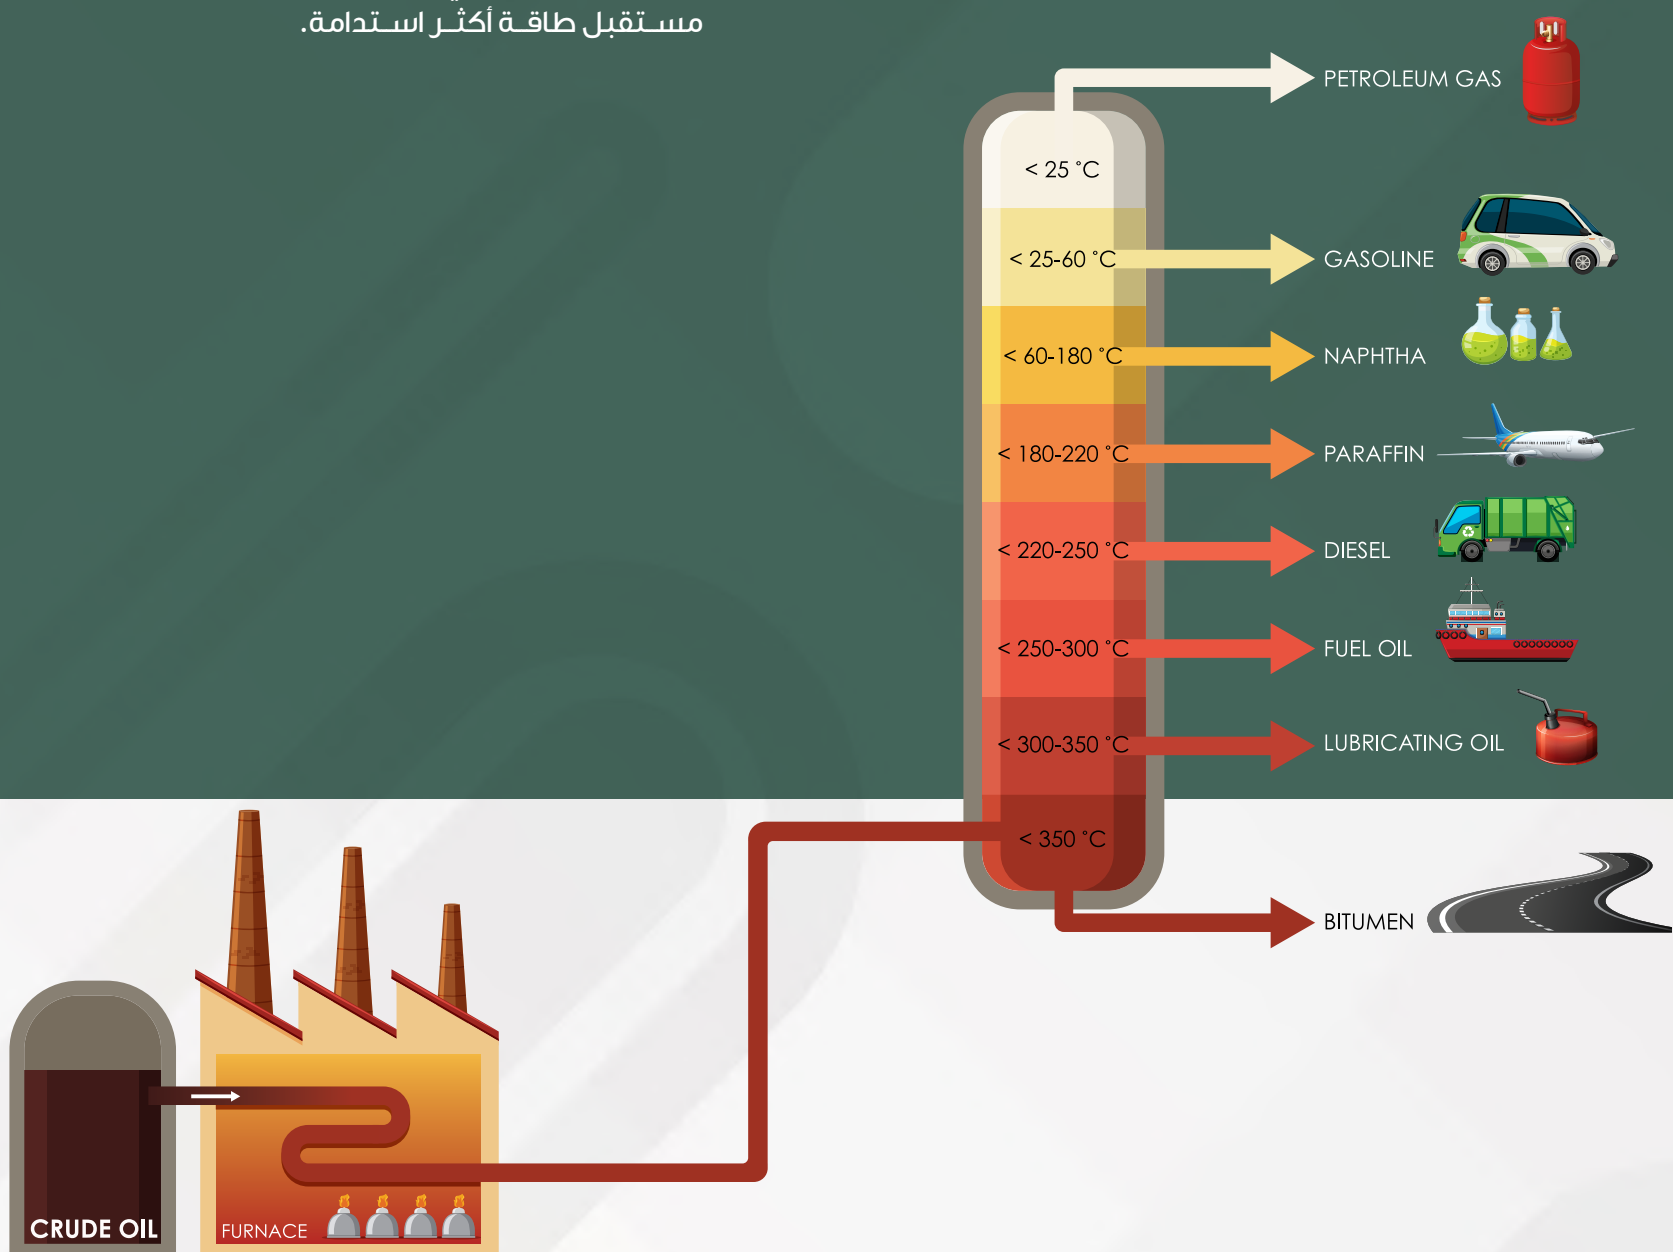 مستقبل طاقة أكثر استدامة.
PETROLEUM GAS
< 25 °C
< 25-60 °C
GASOLINE
< 60-180 °C
NAPHTHA
< 180-220 °C
PARAFFIN
< 220-250 °C
DIESEL
< 250-300 °C
FUEL OIL
< 300-350 °C
LUBRICATING OIL
< 350 °C
BITUMEN
CRUDE OIL
FURNACE